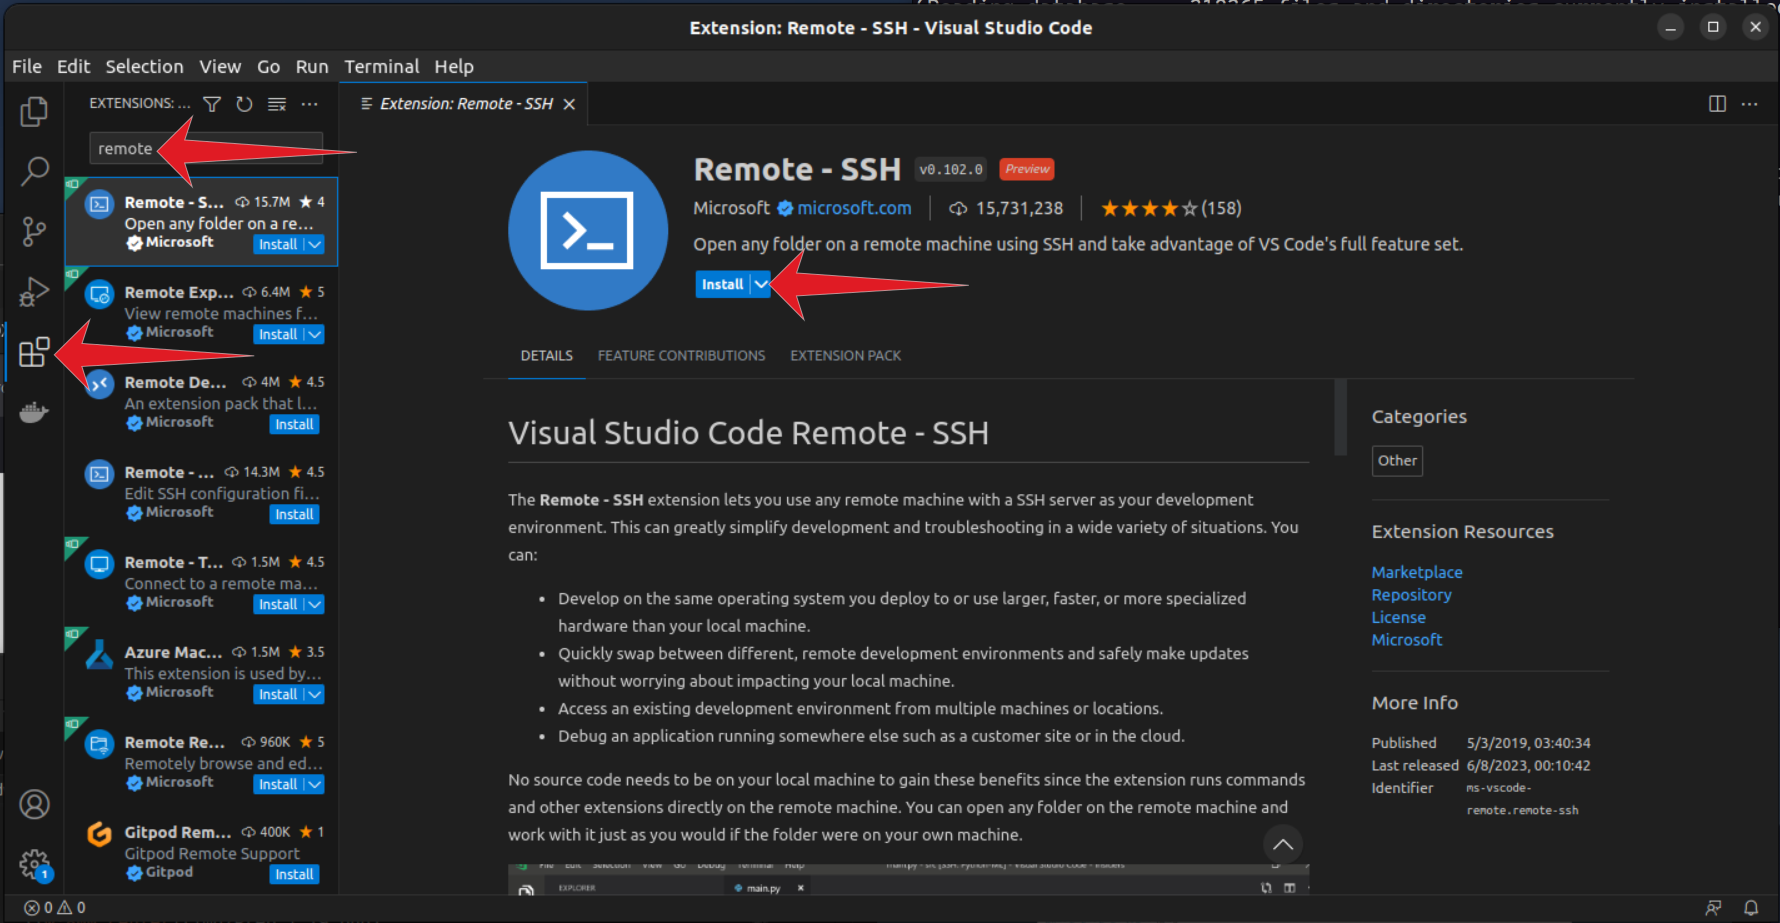 Extension: Remote - SSH - Visual Studio Code
File Edit Selection View Go Run Terminal Help
EXTENSIONS: ...
remote
Remote - S... 15.7M ★ 4
Open any folder on a re...
Microsoft Install
Remote Exp... 6.4M ★ 5
View remote machines f...
Microsoft Install
Remote De... 4M ★ 4.5
An extension pack that l...
Microsoft Install
Remote - ... 14.3M ★ 4.5
Edit SSH configuration fi...
Microsoft Install
Remote - T... 1.5M ★ 4.5
Connect to a remote ma...
Microsoft Install
Azure Mac... 1.5M ★ 3.5
This extension is used by...
Microsoft Install
Remote Re... 960K ★ 5
Remotely browse and ed...
Microsoft Install
Gitpod Rem... 400K ★ 1
Gitpod Remote Support
Gitpod Install
1
Extension: Remote - SSH
Remote - SSH v0.102.0 Preview
Microsoft microsoft.com 15,731,238 ★★★★☆(158)
Open any folder on a remote machine using SSH and take advantage of VS Code's full feature set.
Install
DETAILS FEATURE CONTRIBUTIONS EXTENSION PACK
Visual Studio Code Remote - SSH
The Remote - SSH extension lets you use any remote machine with a SSH server as your development
environment. This can greatly simplify development and troubleshooting in a wide variety of situations. You
can:
• Develop on the same operating system you deploy to or use larger, faster, or more specialized
hardware than your local machine.
• Quickly swap between different, remote development environments and safely make updates
without worrying about impacting your local machine.
• Access an existing development environment from multiple machines or locations.
• Debug an application running somewhere else such as a customer site or in the cloud.
No source code needs to be on your local machine to gain these benefits since the extension runs commands
and other extensions directly on the remote machine. You can open any folder on the remote machine and
work with it just as you would if the folder were on your own machine.
EXPLORER main.py
Categories
Other
Extension Resources
Marketplace
Repository
License
Microsoft
More Info
Published 5/3/2019, 03:40:34
Last released 6/8/2023, 00:10:42
Identifier ms-vscode-
remote.remote-ssh
0 0